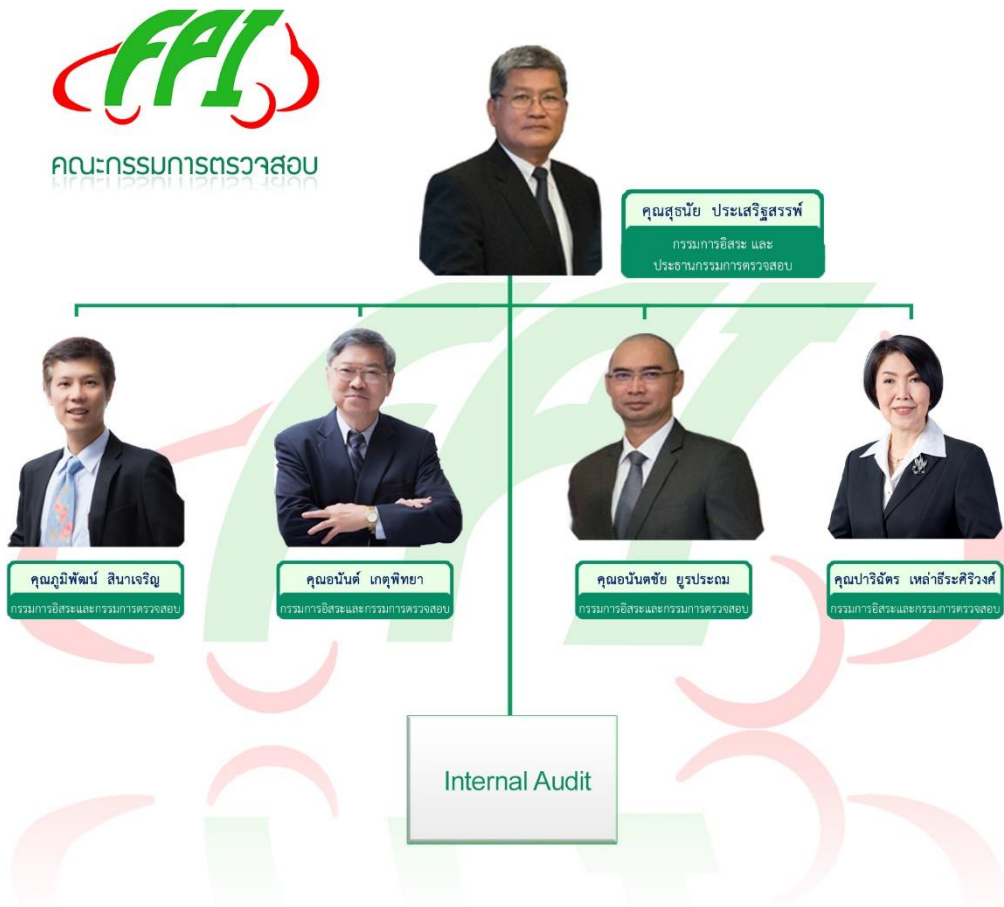 FPI
คณะกรรมการตรวจสอบ
คุณสุธนัย ประเสริฐสรรพ์
กรรมการอิสระ และ
ประธานกรรมการตรวจสอบ
คุณภูมิพัฒน์ สินาเจริญ
กรรมการอิสระและกรรมการตรวจสอบ
คุณอนันต์ เกตุพิทยา
กรรมการอิสระและกรรมการตรวจสอบ
คุณอนันตชัย ยูรประถม
กรรมการอิสระและกรรมการตรวจสอบ
คุณปาริฉัตร เหล่าธีระศิริวงศ์
กรรมการอิสระและกรรมการตรวจสอบ
Internal Audit